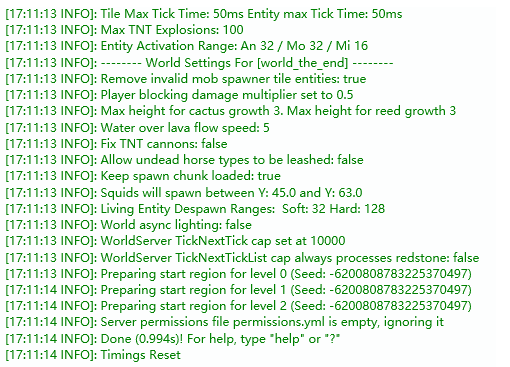 [17:11:13 INFO]: Tile Max Tick Time: 50ms Entity max Tick Time: 50ms
[17:11:13 INFO]: Max TNT Explosions: 100
[17:11:13 INFO]: Entity Activation Range: An 32 / Mo 32 / Mi 16
[17:11:13 INFO]: -------- World Settings For [world_the_end] --------
[17:11:13 INFO]: Remove invalid mob spawner tile entities: true
[17:11:13 INFO]: Player blocking damage multiplier set to 0.5
[17:11:13 INFO]: Max height for cactus growth 3. Max height for reed growth 3
[17:11:13 INFO]: Water over lava flow speed: 5
[17:11:13 INFO]: Fix TNT cannons: false
[17:11:13 INFO]: Allow undead horse types to be leashed: false
[17:11:13 INFO]: Keep spawn chunk loaded: true
[17:11:13 INFO]: Squids will spawn between Y: 45.0 and Y: 63.0
[17:11:13 INFO]: Living Entity Despawn Ranges:  Soft: 32 Hard: 128
[17:11:13 INFO]: World async lighting: false
[17:11:13 INFO]: WorldServer TickNextTick cap set at 10000
[17:11:13 INFO]: WorldServer TickNextTickList cap always processes redstone: false
[17:11:13 INFO]: Preparing start region for level 0 (Seed: -6200808783225370497)
[17:11:14 INFO]: Preparing start region for level 1 (Seed: -6200808783225370497)
[17:11:14 INFO]: Preparing start region for level 2 (Seed: -6200808783225370497)
[17:11:14 INFO]: Server permissions file permissions.yml is empty, ignoring it
[17:11:14 INFO]: Done (0.994s)! For help, type "help" or "?"
[17:11:14 INFO]: Timings Reset